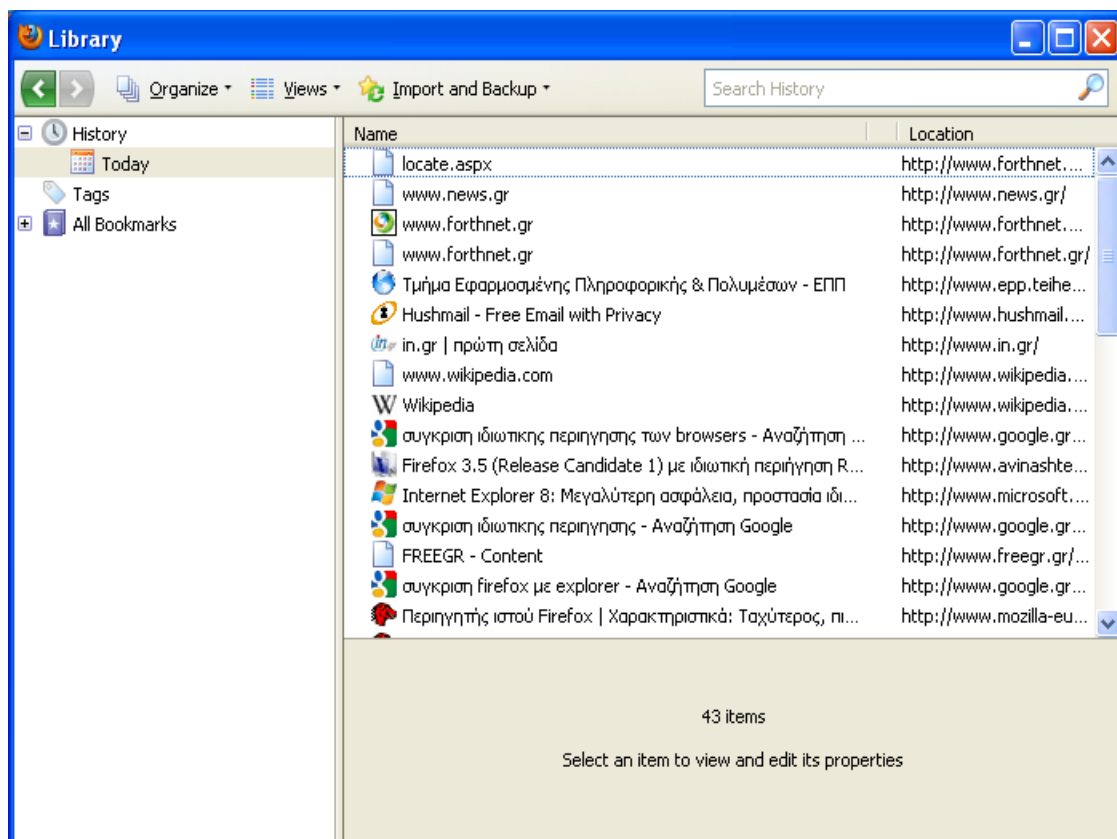 Library
Organize Views Import and Backup Search History
History
Today
Tags
All Bookmarks
Name Location
locate.aspx http://www.forthnet....
www.news.gr http://www.news.gr/
www.forthnet.gr http://www.forthnet....
www.forthnet.gr http://www.forthnet.gr/
Τμήμα Εφαρμοσμένης Πληροφορικής & Πολυμέσων - ΕΠΠ http://www.epp.teihe...
Hushmail - Free Email with Privacy http://www.hushmail....
in.gr | πρώτη σελίδα http://www.in.gr/
www.wikipedia.com http://www.wikipedia....
Wikipedia http://www.wikipedia....
συγκριση ιδιωτικης περιηγησης των browsers - Αναζήτηση ... http://www.google.gr...
Firefox 3.5 (Release Candidate 1) με ιδιωτική περιήγηση R... http://www.avinashte...
Internet Explorer 8: Μεγαλύτερη ασφάλεια, προστασία ιδι... http://www.microsoft....
συγκριση ιδιωτικης περιηγησης - Αναζήτηση Google http://www.google.gr...
FREEGR - Content http://www.freegr.gr/...
συγκριση firefox με explorer - Αναζήτηση Google http://www.google.gr...
Περιηγητής ιστού Firefox | Χαρακτηριστικά: Ταχύτερος, πι... http://www.mozilla-eu...
43 items
Select an item to view and edit its properties